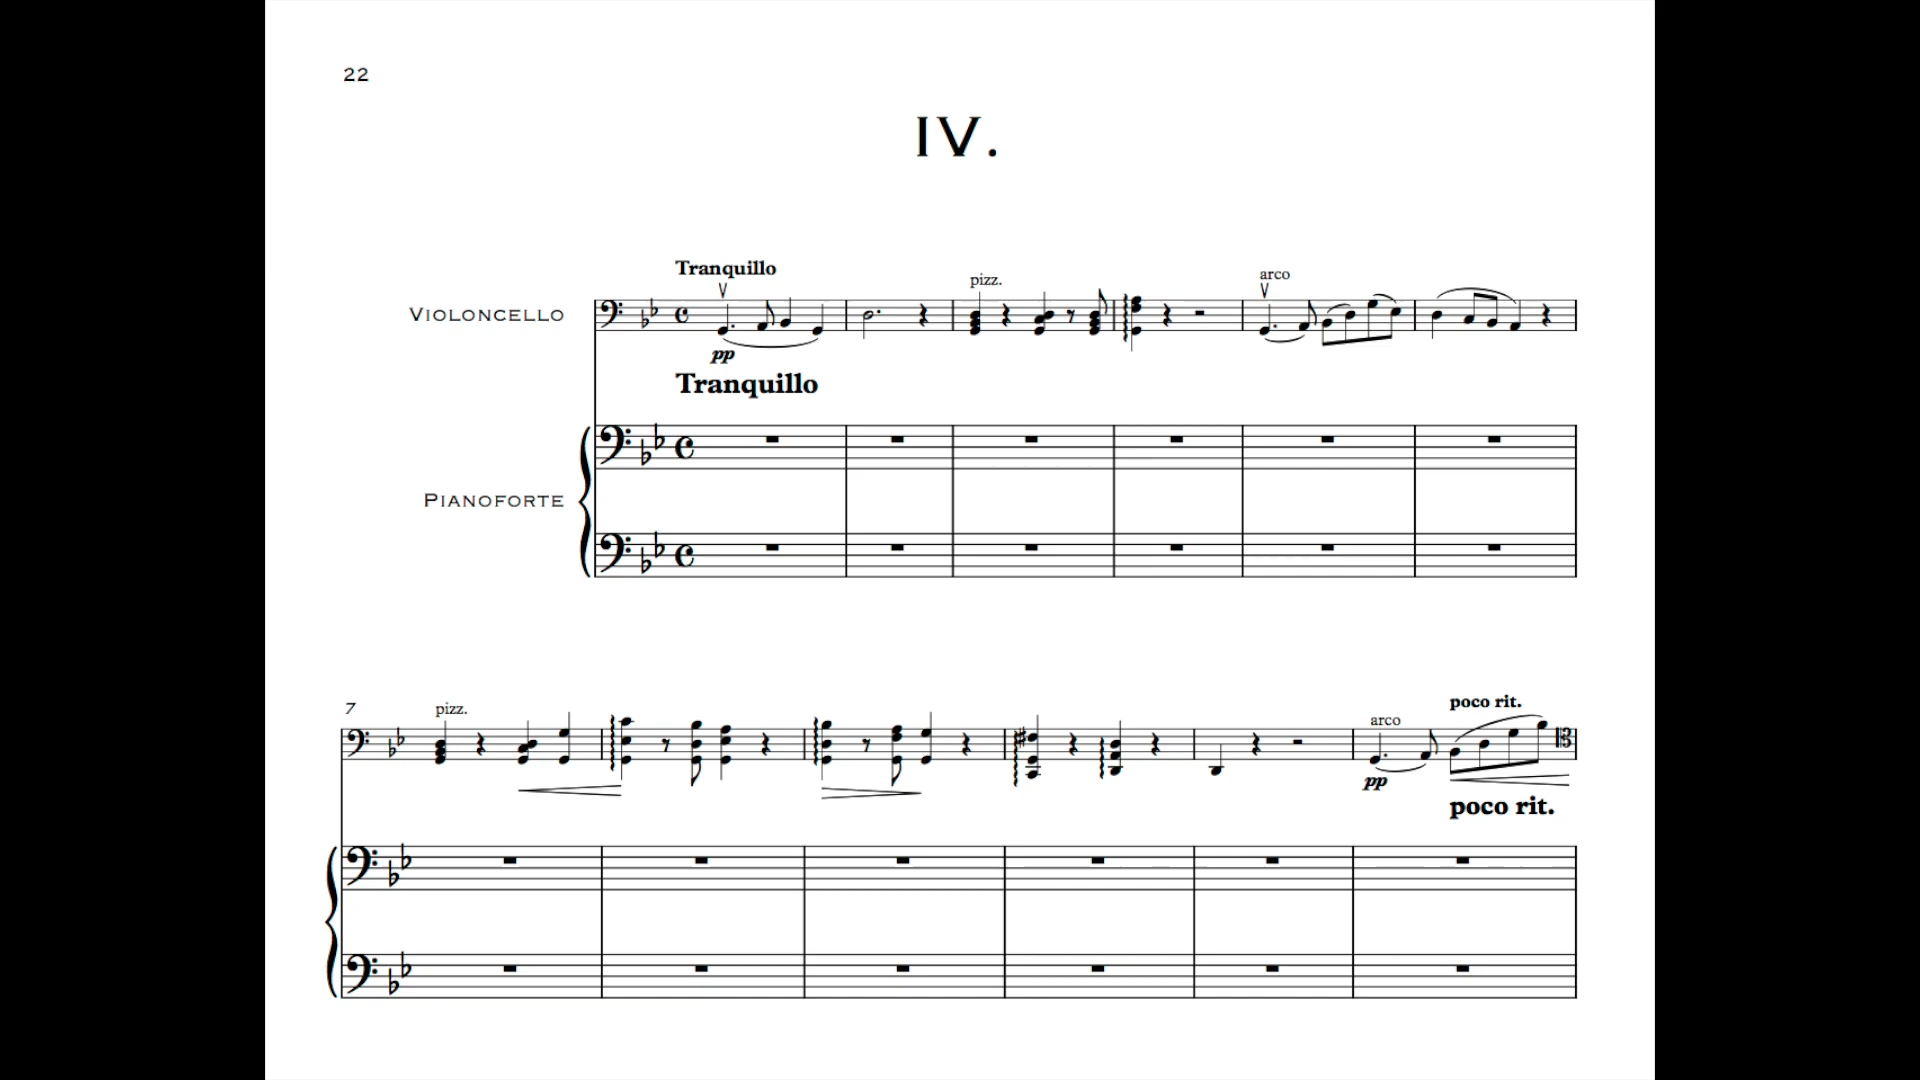 22
IV.
Tranquillo
pizz.
arco
Violoncello
pp
Tranquillo
Pianoforte
7
pizz.
arco
poco rit.
pp
poco rit.